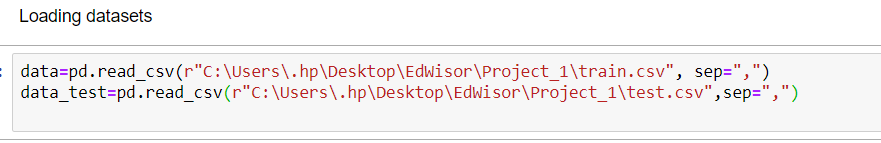 Loading datasets
: data=pd.read_csv(r"C:\Users\.hp\Desktop\EdWisor\Project_1\train.csv", sep=",")
data_test=pd.read_csv(r"C:\Users\.hp\Desktop\EdWisor\Project_1\test.csv",sep=",")